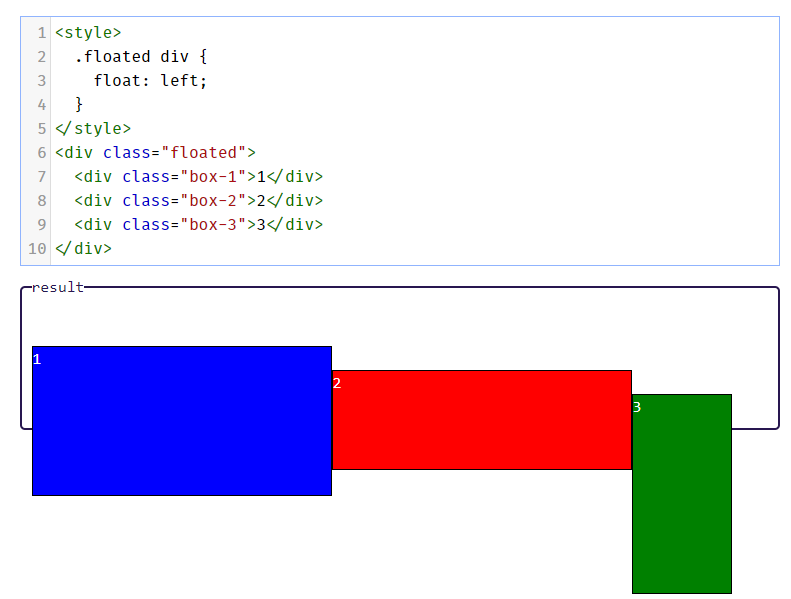 1 <style>
2 .floated div {
3 float: left;
4 }
5 </style>
6 <div class="floated">
7 <div class="box-1">1</div>
8 <div class="box-2">2</div>
9 <div class="box-3">3</div>
10 </div>
result
1
2
3